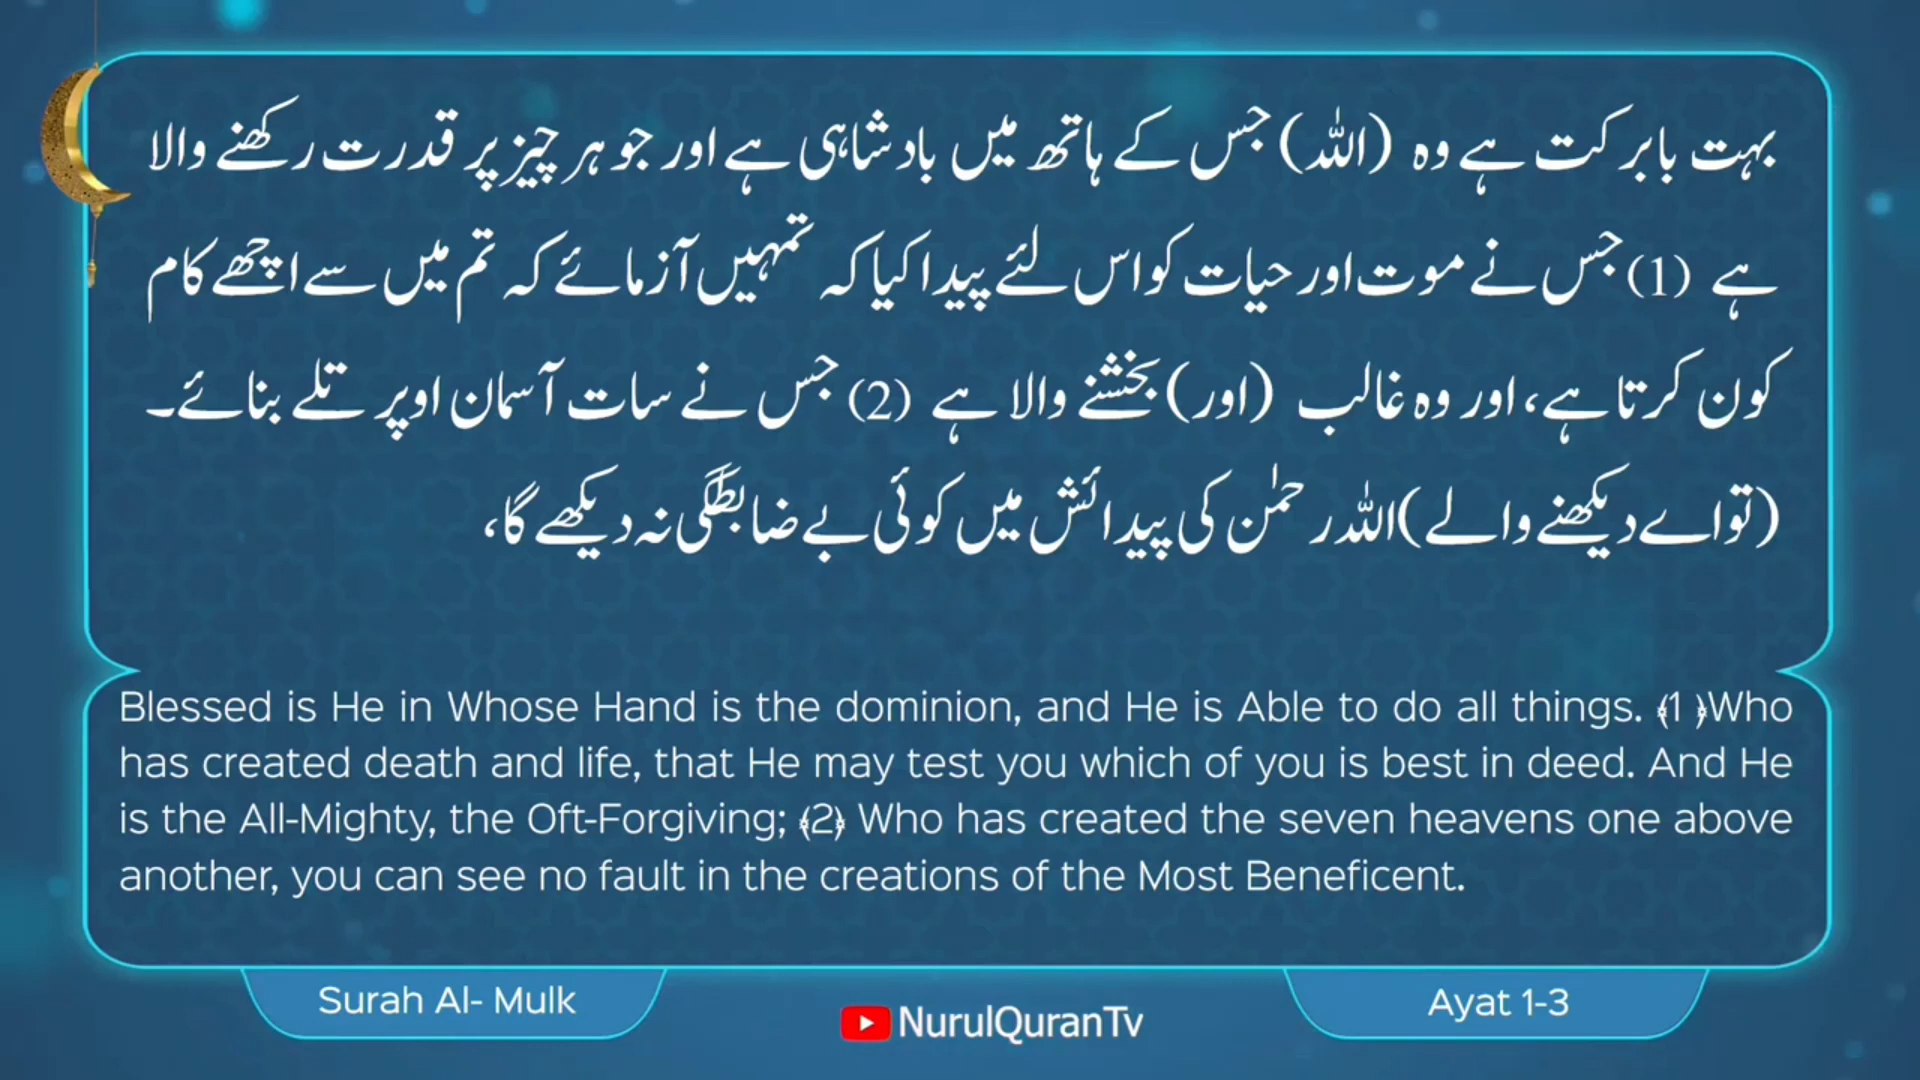 بہت بابرکت ہے وہ (اللہ) جس کے ہاتھ میں بادشاہی ہے اور جو ہر چیز پر قدرت رکھنے والا
ہے (1) جس نے موت اور حیات کو اس لئے پیدا کیا کہ تمہیں آزمائے کہ تم میں سے اچھے کام
کون کرتا ہے، اور وہ غالب (اور) بخشنے والا ہے (2) جس نے سات آسمان اوپر تلے بنائے۔
(تو اے دیکھنے والے) اللہ رحمٰن کی پیدائش میں کوئی بے ضابطگی نہ دیکھے گا،
Blessed is He in Whose Hand is the dominion, and He is Able to do all things. ﴾1 ﴿Who
has created death and life, that He may test you which of you is best in deed. And He
is the All-Mighty, the Oft-Forgiving; ﴾2﴿ Who has created the seven heavens one above
another, you can see no fault in the creations of the Most Beneficent.
Surah Al- Mulk
NurulQuranTv
Ayat 1-3